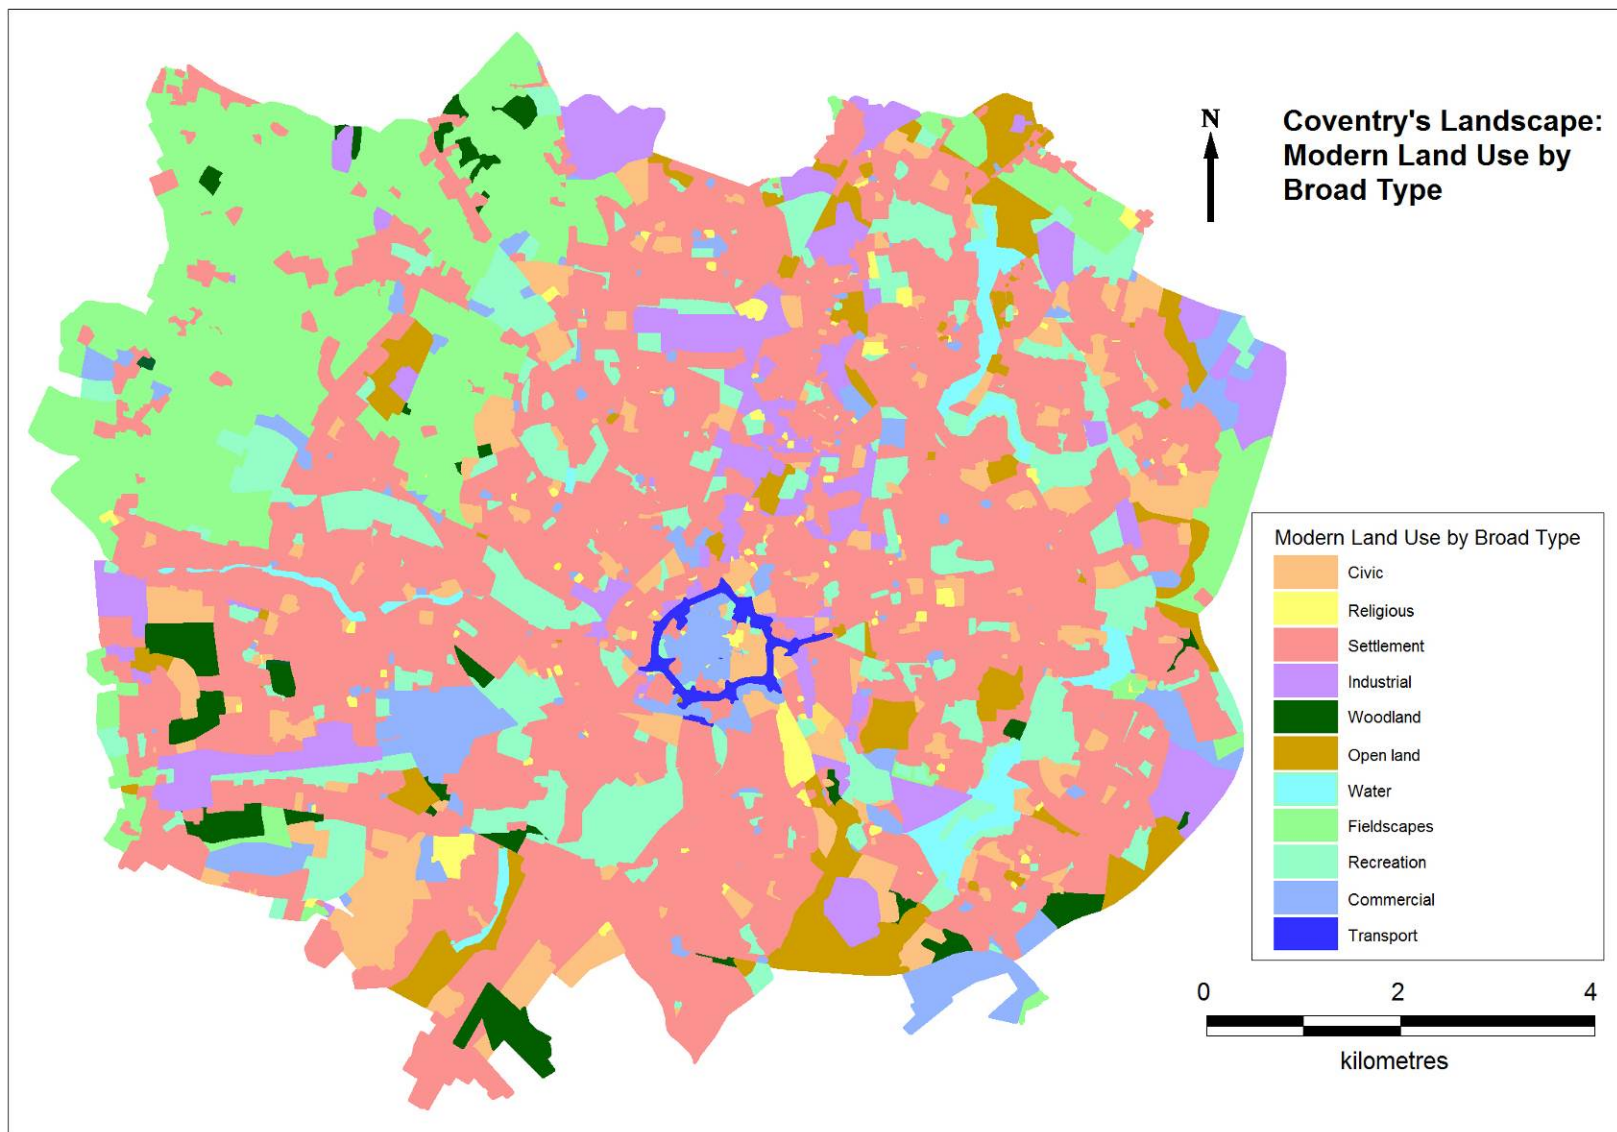 N
Coventry's Landscape:
Modern Land Use by
Broad Type
Modern Land Use by Broad Type
Civic
Religious
Settlement
Industrial
Woodland
Open land
Water
Fieldscapes
Recreation
Commercial
Transport
0 2 4
kilometres